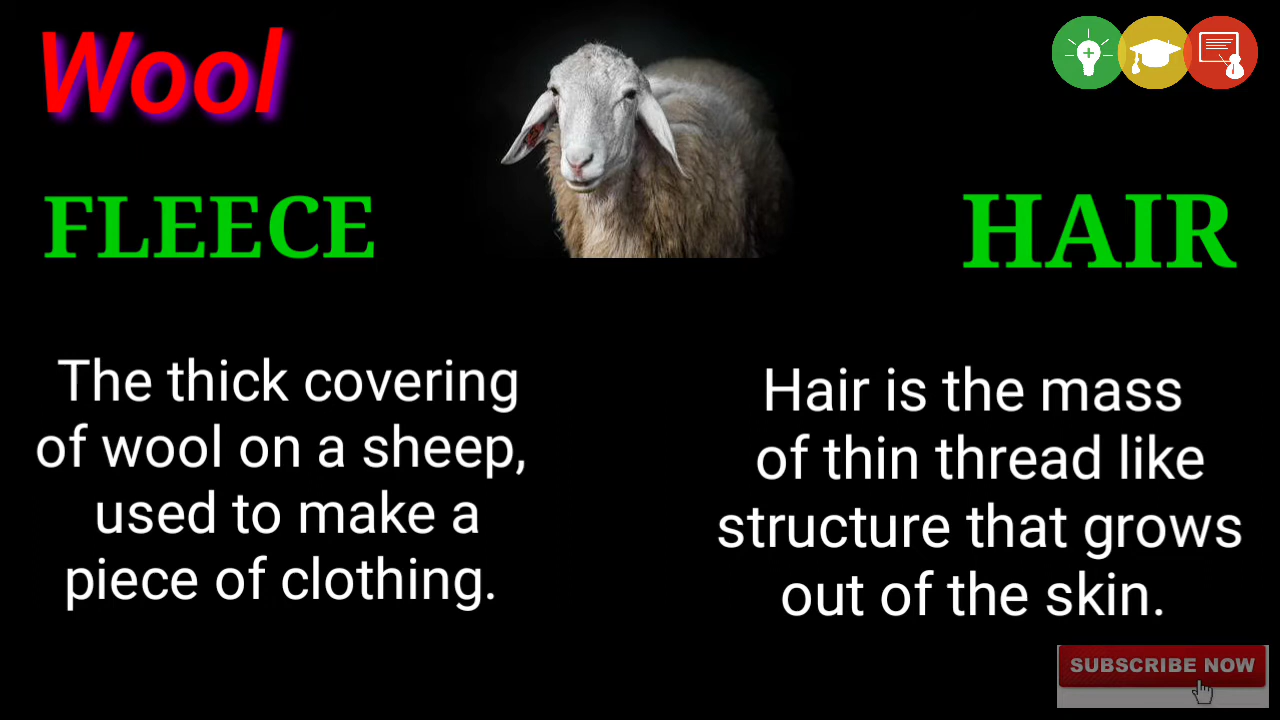 Wool
FLEECE
HAIR
The thick covering
of wool on a sheep,
used to make a
piece of clothing.
Hair is the mass
of thin thread like
structure that grows
out of the skin.
SUBSCRIBE NOW